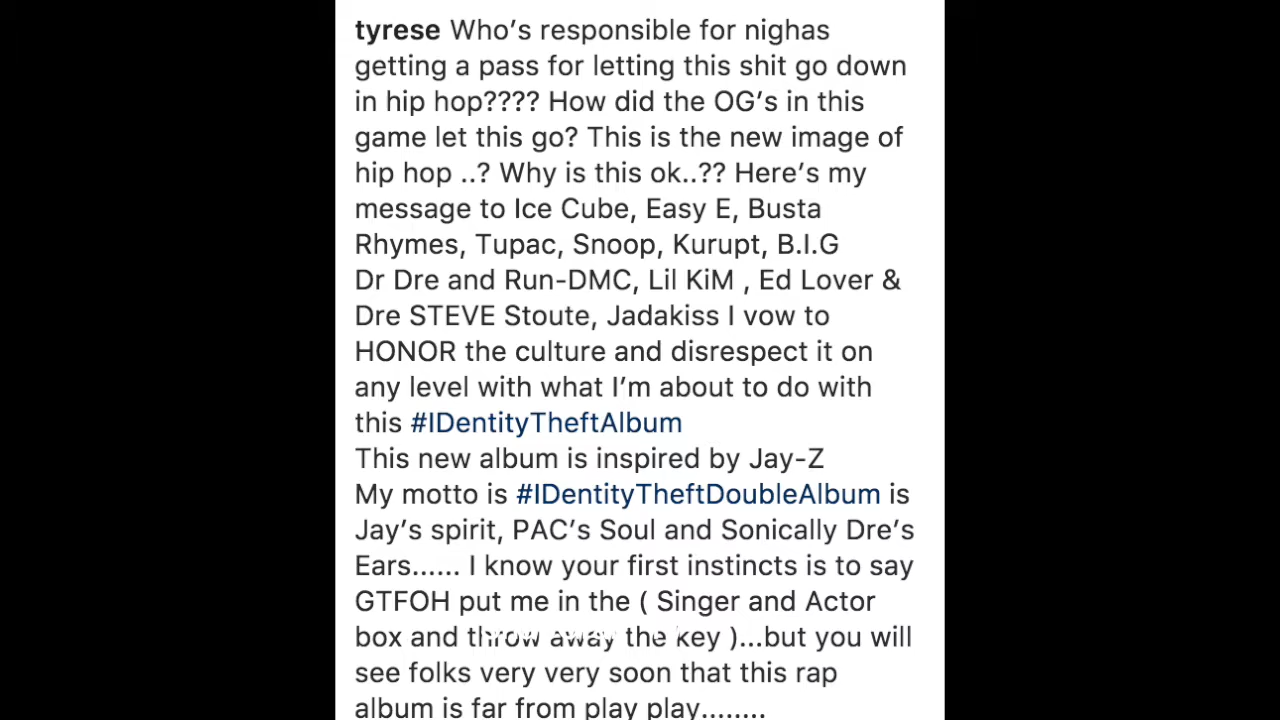 tyrese Who's responsible for nighas
getting a pass for letting this shit go down
in hip hop???? How did the OG's in this
game let this go? This is the new image of
hip hop ..? Why is this ok..?? Here's my
message to Ice Cube, Easy E, Busta
Rhymes, Tupac, Snoop, Kurupt, B.I.G
Dr Dre and Run-DMC, Lil KiM , Ed Lover &
Dre STEVE Stoute, Jadakiss I vow to
HONOR the culture and disrespect it on
any level with what I'm about to do with
this #IDentityTheftAlbum
This new album is inspired by Jay-Z
My motto is #IDentityTheftDoubleAlbum is
Jay's spirit, PAC's Soul and Sonically Dre's
Ears...... I know your first instincts is to say
GTFOH put me in the ( Singer and Actor
box and throw away the key )...but you will
see folks very very soon that this rap
album is far from play play........